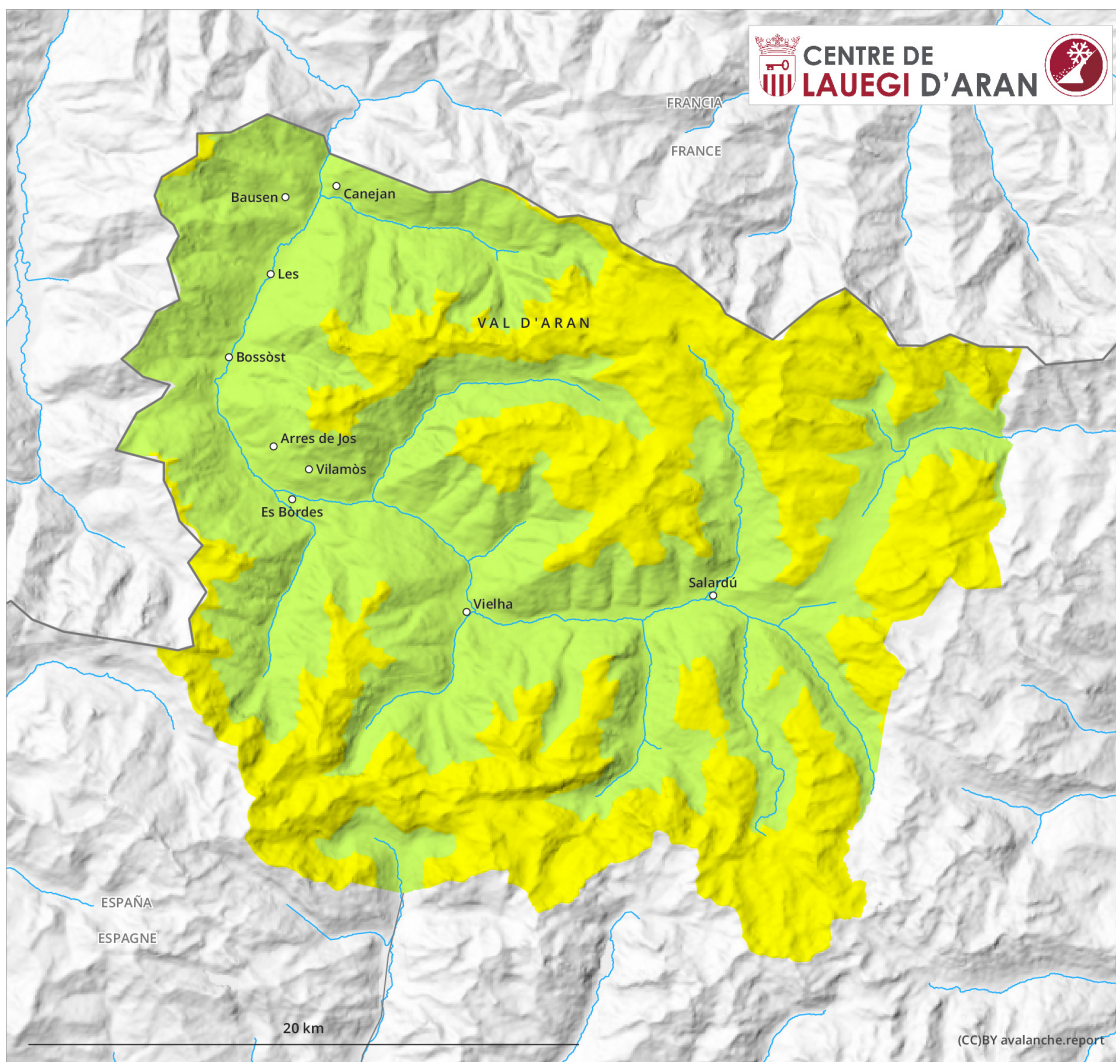 CENTRE DE
LAUEGI D'ARAN
FRANCIA
FRANCE
Bausen
Canejan
Les
VAL D'ARAN
Bossòst
Arres de Jos
Vilamòs
Es Bòrdes
Salardú
Vielha
ESPAÑA
ESPAGNE
20 km
(CC)BY avalanche.report